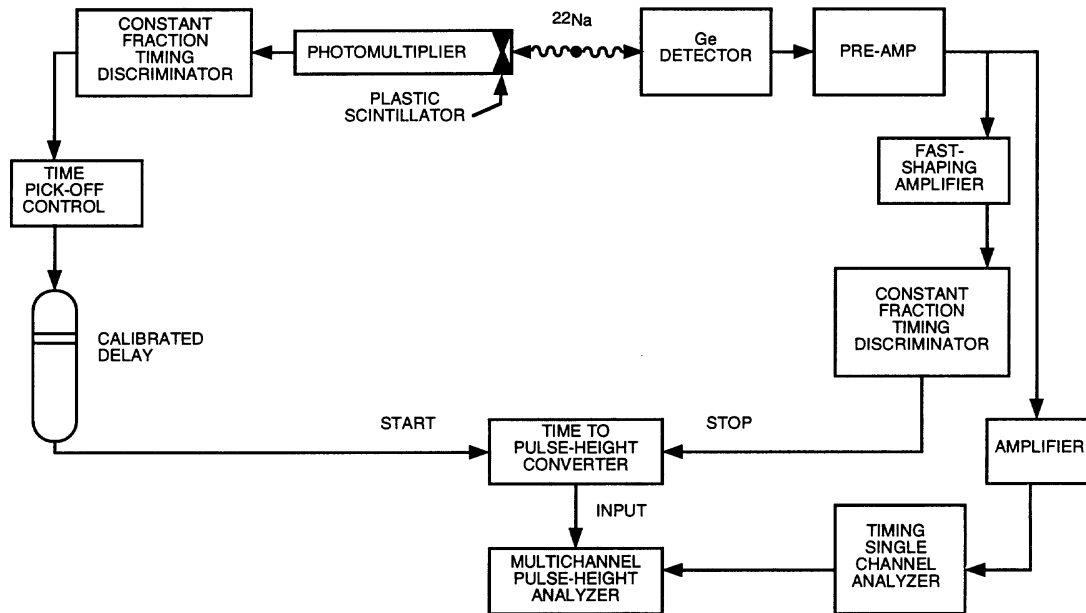 CONSTANT
FRACTION
TIMING
DISCRIMINATOR
PHOTOMULTIPLIER
22Na
Ge
DETECTOR
PRE-AMP
PLASTIC
SCINTILLATOR
TIME
PICK-OFF
CONTROL
FAST-
SHAPING
AMPLIFIER
CALIBRATED
DELAY
CONSTANT
FRACTION
TIMING
DISCRIMINATOR
START
TIME TO
PULSE-HEIGHT
CONVERTER
STOP
AMPLIFIER
INPUT
MULTICHANNEL
PULSE-HEIGHT
ANALYZER
TIMING
SINGLE
CHANNEL
ANALYZER